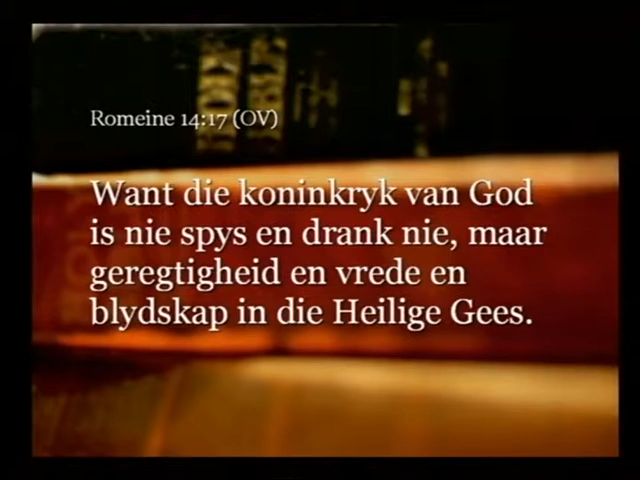 Romeine 14:17 (OV)
Want die koninkryk van God
is nie spys en drank nie, maar
geregtigheid en vrede en
blydskap in die Heilige Gees.